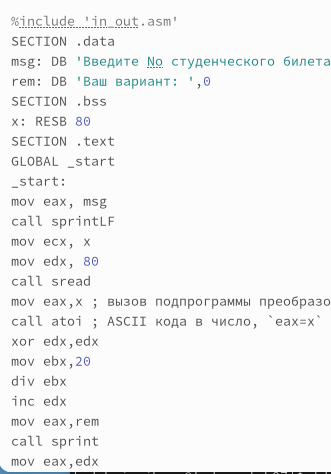 %include 'in_out.asm'
SECTION .data
msg: DB 'Введите No студенческого билета
rem: DB 'Ваш вариант: ',0
SECTION .bss
x: RESB 80
SECTION .text
GLOBAL _start
_start:
mov eax, msg
call sprintLF
mov ecx, x
mov edx, 80
call sread
mov eax,x ; вызов подпрограммы преобразо
call atoi ; ASCII кода в число, `eax=x`
xor edx,edx
mov ebx,20
div ebx
inc edx
mov eax,rem
call sprint
mov eax,edx